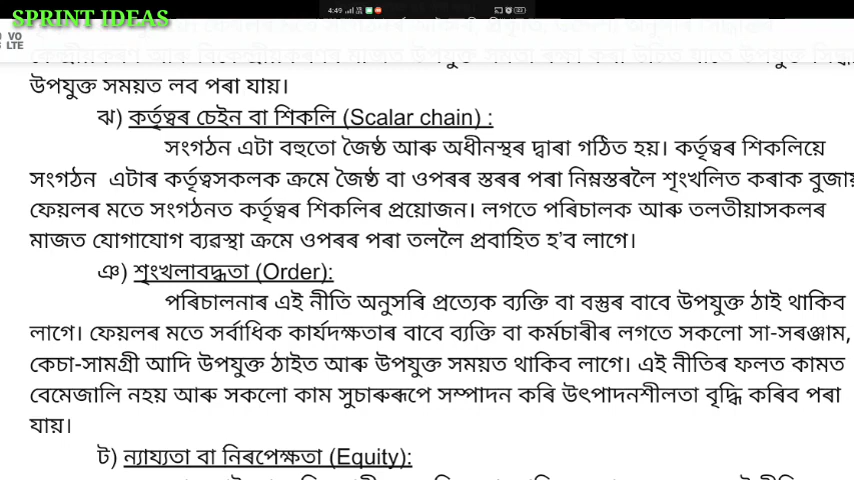 SPRINT IDEAS
4:49
VO
LTE
উপযুক্ত সময়ত লব পৰা যায়।
ঝ) কৰ্তৃত্বৰ চেইন বা শিকলি (Scalar chain) :
সংগঠন এটা বহুতো জৈষ্ঠ আৰু অধীনস্থৰ দ্বাৰা গঠিত হয়। কৰ্তৃত্বৰ শিকলিয়ে
সংগঠন এটাৰ কৰ্তৃত্বসকলক ক্ৰমে জৈষ্ঠ বা ওপৰৰ স্তৰৰ পৰা নিম্নস্তৰলৈ শৃংখলিত কৰাক বুজায়
ফেয়লৰ মতে সংগঠনত কৰ্তৃত্বৰ শিকলিৰ প্ৰয়োজন। লগতে পৰিচালক আৰু তলতীয়াসকলৰ
মাজত যোগাযোগ ব্যৱস্থা ক্ৰমে ওপৰৰ পৰা তললৈ প্ৰবাহিত হ'ব লাগে।
ঞ) শৃংখলাবদ্ধতা (Order):
পৰিচালনাৰ এই নীতি অনুসৰি প্ৰত্যেক ব্যক্তি বা বস্তুৰ বাবে উপযুক্ত ঠাই থাকিব
লাগে। ফেয়লৰ মতে সৰ্বাধিক কাৰ্যদক্ষতাৰ বাবে ব্যক্তি বা কৰ্মচাৰীৰ লগতে সকলো সা-সৰঞ্জাম,
কেচা-সামগ্ৰী আদি উপযুক্ত ঠাইত আৰু উপযুক্ত সময়ত থাকিব লাগে। এই নীতিৰ ফলত কামত
বেমেজালি নহয় আৰু সকলো কাম সুচাৰুৰূপে সম্পাদন কৰি উৎপাদনশীলতা বৃদ্ধি কৰিব পৰা
যায়।
ট) ন্যায্যতা বা নিৰপেক্ষতা (Equity):